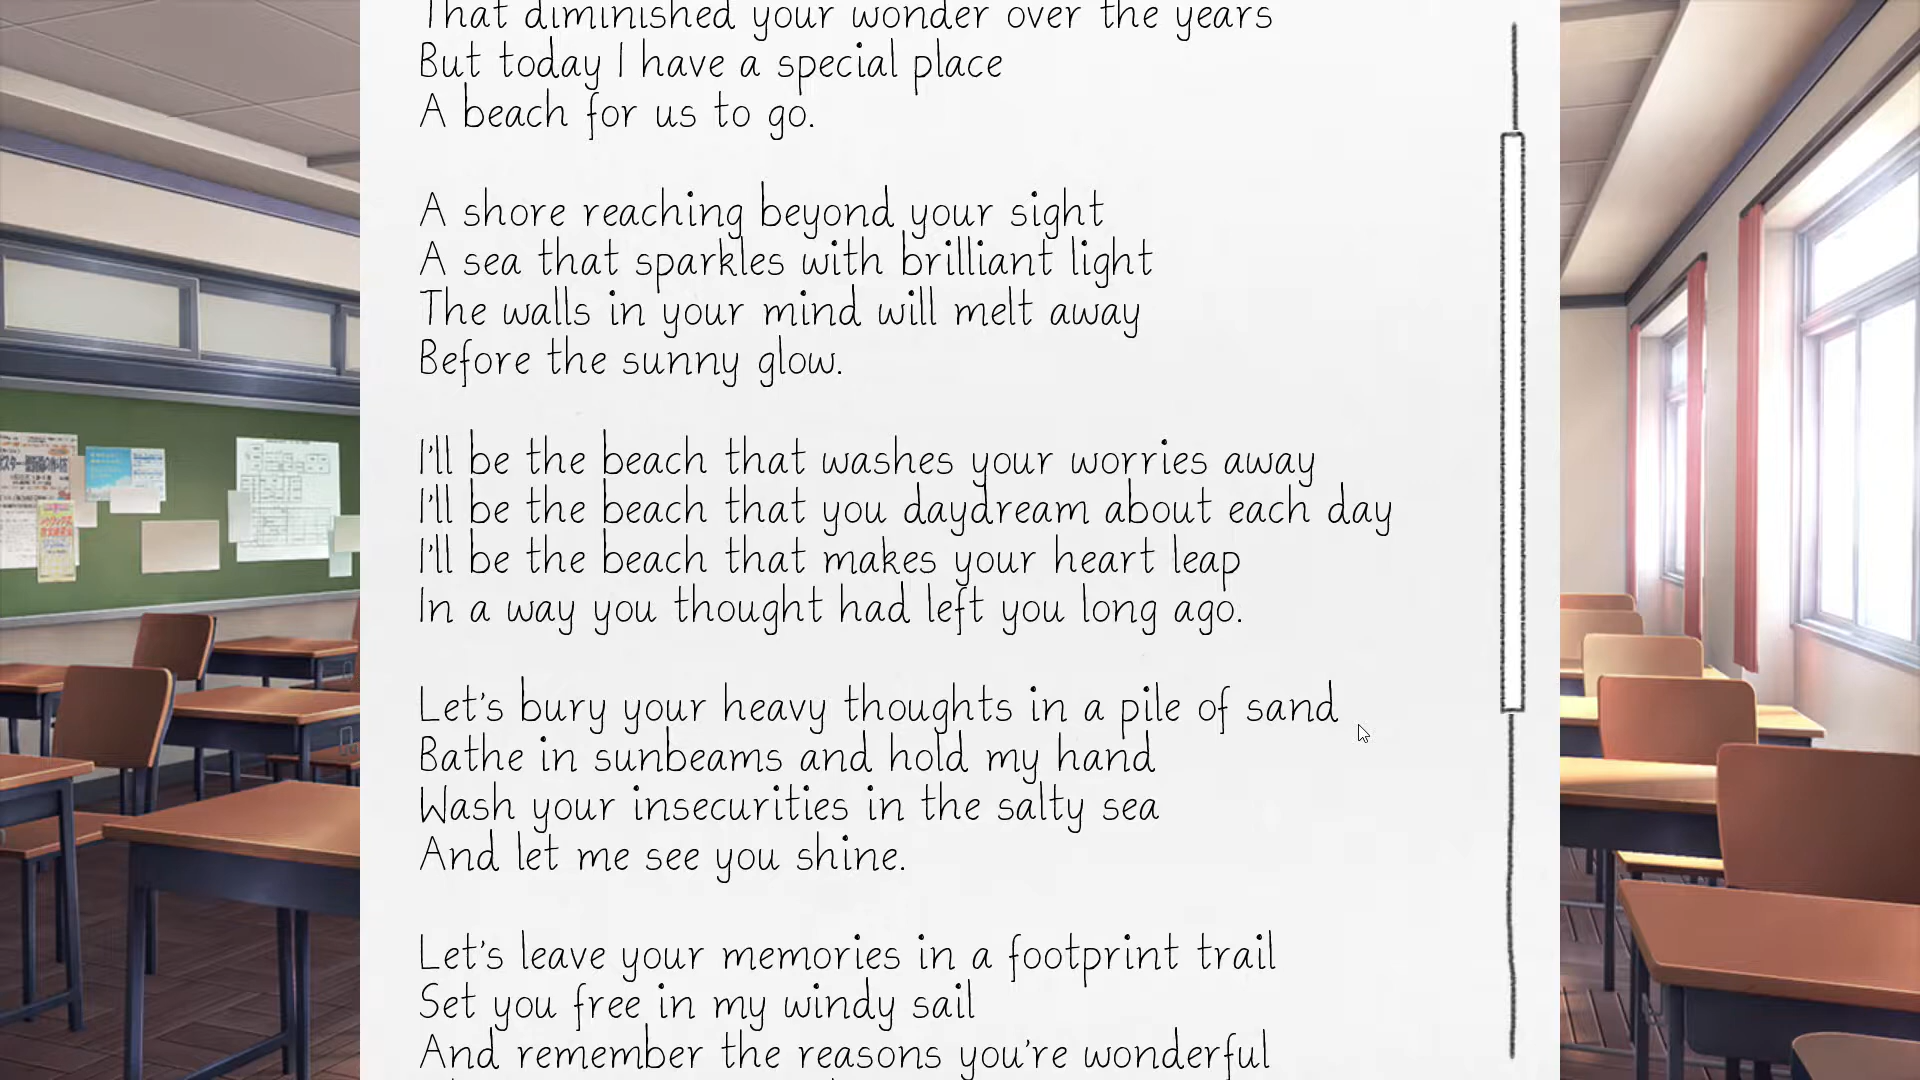 That diminished your wonder over the years
But today I have a special place
A beach for us to go.
A shore reaching beyond your sight
A sea that sparkles with brilliant light
The walls in your mind will melt away
Before the sunny glow.
I'll be the beach that washes your worries away
I'll be the beach that you daydream about each day
I'll be the beach that makes your heart leap
In a way you thought had left you long ago.
Let's bury your heavy thoughts in a pile of sand
Bathe in sunbeams and hold my hand
Wash your insecurities in the salty sea
And let me see you shine.
Let's leave your memories in a footprint trail
Set you free in my windy sail
And remember the reasons you're wonderful